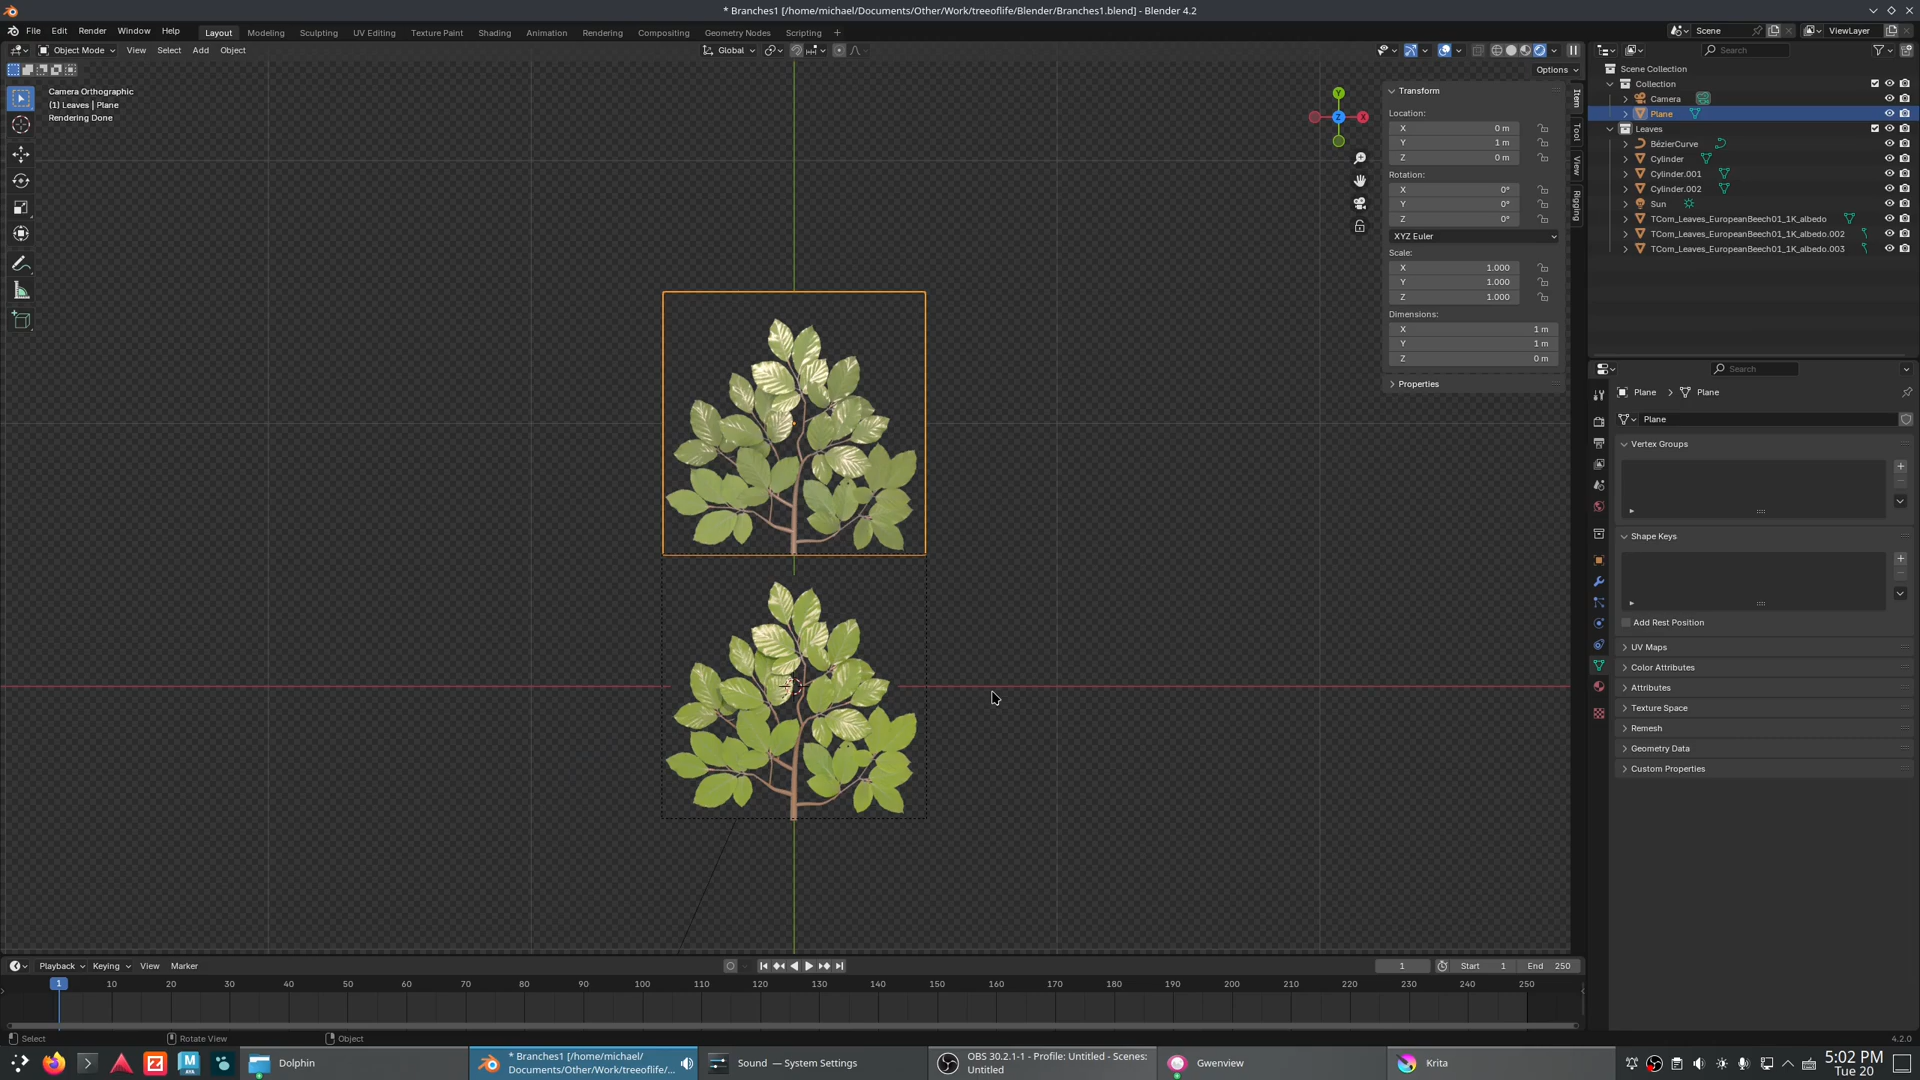 * Branches1 [/home/michael/Documents/Other/Work/treeoflife/Blender/Branches1.blend] - Blender 4.2
File Edit Render Window Help Layout Modeling Sculpting UV Editing Texture Paint Shading Animation Rendering Compositing Geometry Nodes Scripting + Scene ViewLayer
Object Mode View Select Add Object Global Search
Options
Camera Orthographic
(1) Leaves | Plane
Rendering Done
Y
Z
X
Item
Tool
View
Rigging
Transform
Location:
X 0 m
Y 1 m
Z 0 m
Rotation:
X 0°
Y 0°
Z 0°
XYZ Euler
Scale:
X 1.000
Y 1.000
Z 1.000
Dimensions:
X 1 m
Y 1 m
Z 0 m
Properties
Scene Collection
Collection
Camera
Plane
Leaves
BézierCurve
Cylinder
Cylinder.001
Cylinder.002
Sun
TCom_Leaves_EuropeanBeech01_1K_albedo
TCom_Leaves_EuropeanBeech01_1K_albedo.002
TCom_Leaves_EuropeanBeech01_1K_albedo.003
Search
Plane > Plane
Plane
Vertex Groups
Shape Keys
Add Rest Position
UV Maps
Color Attributes
Attributes
Texture Space
Remesh
Geometry Data
Custom Properties
Playback Keying View Marker 1 Start 1 End 250
1 10 20 30 40 50 60 70 80 90 100 110 120 130 140 150 160 170 180 190 200 210 220 230 240 250
Select Rotate View Object 4.2.0
Dolphin
* Branches1 [/home/michael/
Documents/Other/Work/treeoflife/...
Sound — System Settings
OBS 30.2.1-1 - Profile: Untitled - Scenes:
Untitled
Gwenview
Krita
5:02 PM
Tue 20